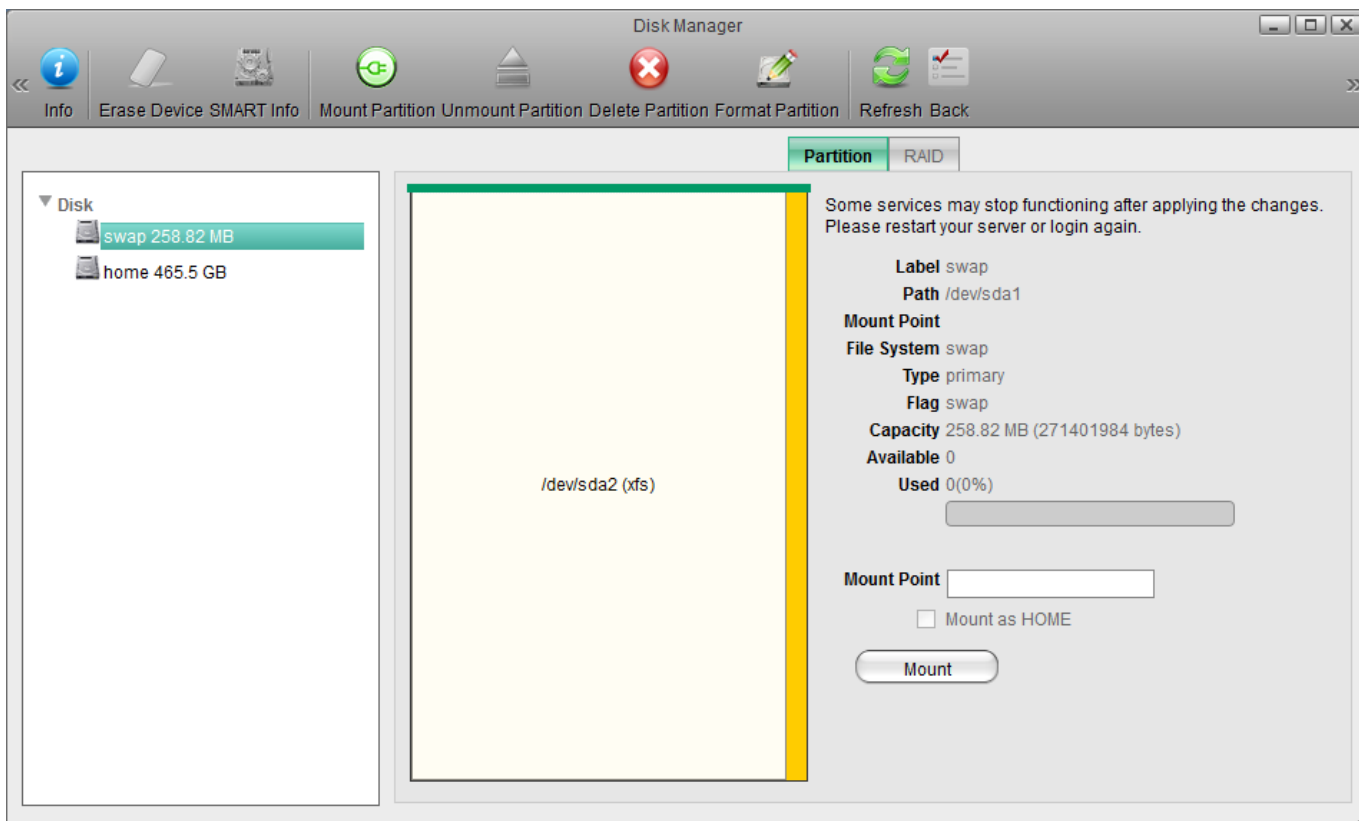 Disk Manager
Info
Erase Device
SMART Info
Mount Partition
Unmount Partition
Delete Partition
Format Partition
Refresh
Back
Partition
RAID
Disk
swap 258.82 MB
home 465.5 GB
/dev/sda2 (xfs)
Some services may stop functioning after applying the changes.
Please restart your server or login again.
Label swap
Path /dev/sda1
Mount Point
File System swap
Type primary
Flag swap
Capacity 258.82 MB (271401984 bytes)
Available 0
Used 0(0%)
Mount Point
Mount as HOME
Mount